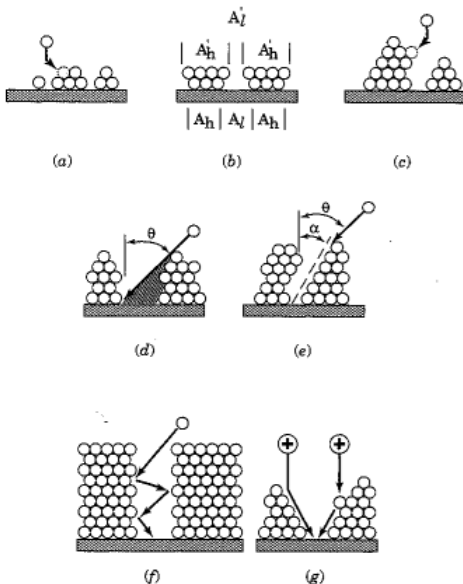 A'l
| A'h | | A'h |
| Ah | Al | Ah |
(a)
(b)
(c)
θ
θ
α
(d)
(e)
+ +
(f)
(g)